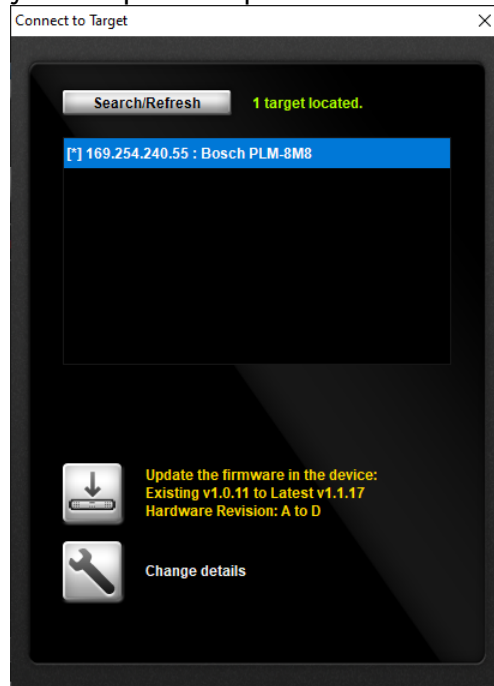 Connect to Target
Search/Refresh
1 target located.
[*] 169.254.240.55 : Bosch PLM-8M8
Update the firmware in the device:
Existing v1.0.11 to Latest v1.1.17
Hardware Revision: A to D
Change details